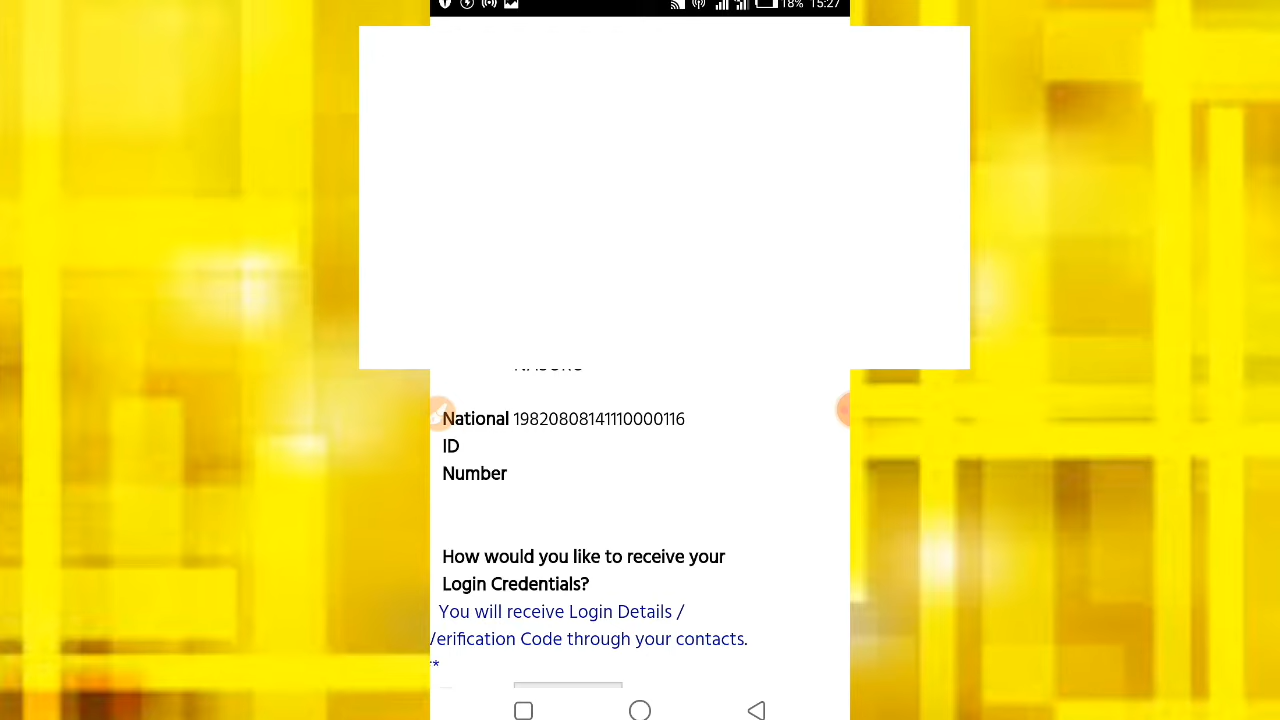 18% 15:27
National 19820808141110000116
ID
Number
How would you like to receive your
Login Credentials?
You will receive Login Details /
Verification Code through your contacts.
**